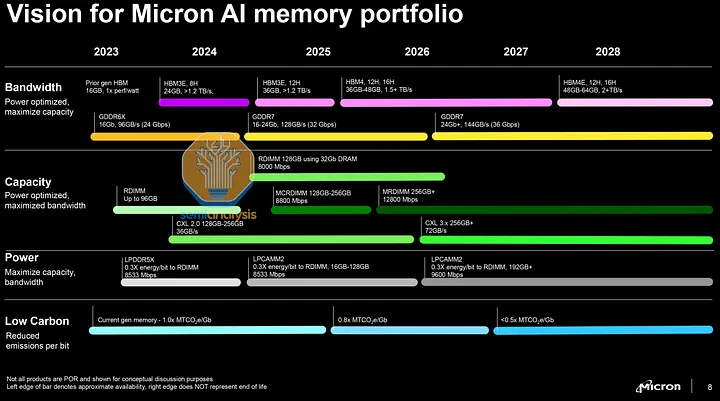 Vision for Micron AI memory portfolio
2023 2024 2025 2026 2027 2028
Bandwidth
Power optimized,
maximize capacity
Prior gen HBM
16GB, 1x perf/watt
HBM3E, 8H
24GB, >1.2 TB/s,
HBM3E, 12H
36GB, >1.2 TB/s
HBM4, 12H, 16H
36GB-48GB, 1.5+ TB/s
HBM4E, 12H, 16H
48GB-64GB, 2+TB/s
GDDR6X
16Gb, 96GB/s (24 Gbps)
GDDR7
16-24Gb, 128GB/s (32 Gbps)
GDDR7
24Gb+, 144GB/s (36 Gbps)
Capacity
Power optimized,
maximized bandwidth
RDIMM 128GB using 32Gb DRAM
8000 Mbps
RDIMM
Up to 96GB
MCRDIMM 128GB-256GB
8800 Mbps
MRDIMM 256GB+
12800 Mbps
semianalysis
CXL 2.0 128GB-256GB
36GB/s
CXL 3.x 256GB+
72GB/s
Power
Maximize capacity,
bandwidth
LPDDR5X
0.3X energy/bit to RDIMM
8533 Mbps
LPCAMM2
0.3X energy/bit to RDIMM, 16GB-128GB
8533 Mbps
LPCAMM2
0.3X energy/bit to RDIMM, 192GB+
9600 Mbps
Low Carbon
Reduced
emissions per bit
Current gen memory - 1.0x MTCO₂e/Gb
0.8x MTCO₂e/Gb
<0.5x MTCO₂e/Gb
Not all products are POR and shown for conceptual discussion purposes
Left edge of bar denotes approximate availability, right edge does NOT represent end of life
Micron
8